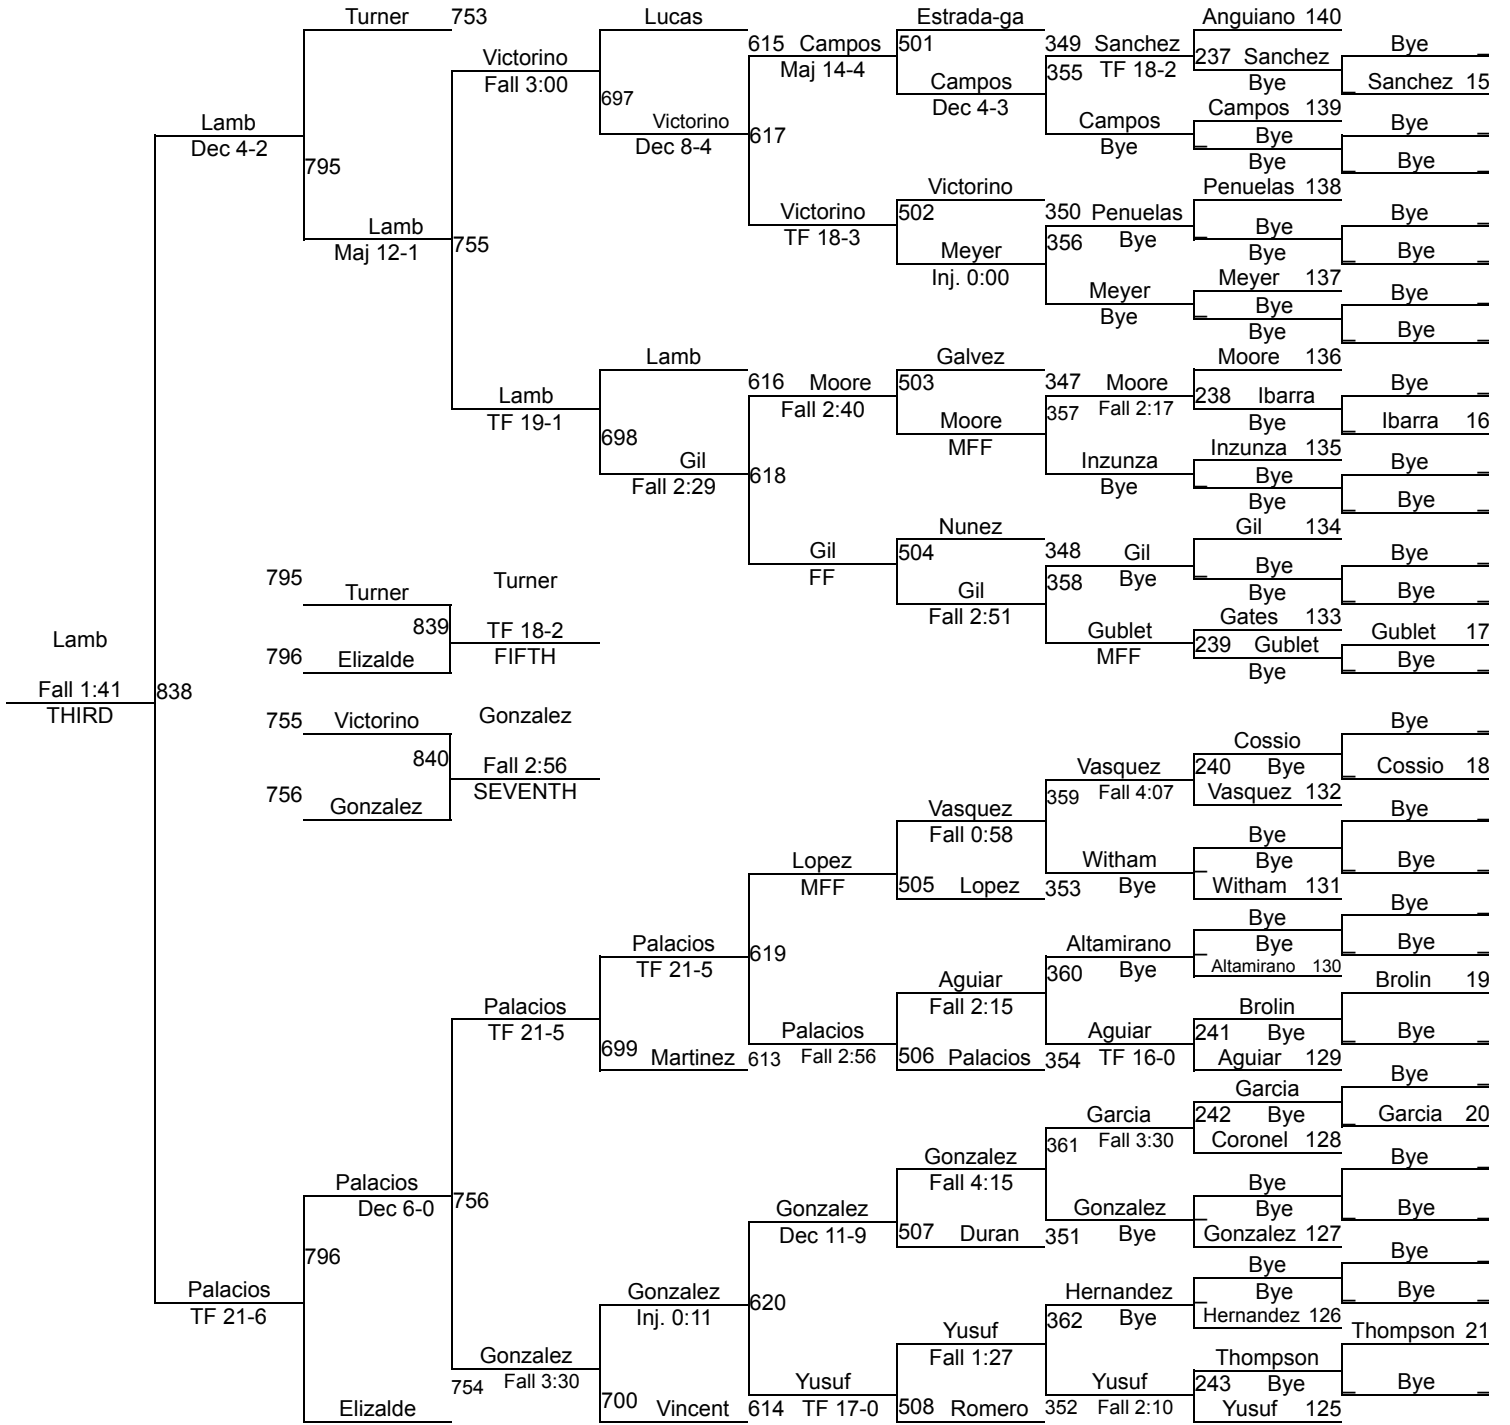 Turner 753 Lucas Estrada-ga Anguiano 140
615 Campos 501 349 Sanchez Bye _
Victorino Maj 14-4 TF 18-2 237 Sanchez
Fall 3:00 Campos 355 Bye _ Sanchez 15
697 Dec 4-3 Campos 139
Lamb Victorino Campos Bye _
Dec 4-2 Dec 8-4 617 Bye _ Bye
795 Bye _ Bye _
Victorino Penuelas 138
Lamb Victorino 502 350 Penuelas Bye _
Maj 12-1 755 TF 18-3 356 Bye _ Bye
Meyer Bye _ Bye _
Inj. 0:00 Meyer 137
Meyer Bye _
Bye _ Bye
Bye _ Bye _
Lamb Galvez Moore 136
Lamb 616 Moore 503 347 Moore Bye _
TF 19-1 Fall 2:40 357 Fall 2:17 238 Ibarra
698 Moore Bye _ Ibarra 16
Gil MFF Inzunza 135
Fall 2:29 618 Inzunza Bye _
Bye _ Bye
Bye _ Bye _
Nunez Gil 134
Gil 504 348 Gil Bye _
FF 358 Bye _ Bye
795 Turner Turner Gil Bye _ Bye _
839 TF 18-2 Fall 2:51 Gates 133
Lamb 796 Elizalde FIFTH Gublet 239 Gublet Gublet 17
MFF Bye _ Bye _
Fall 1:41 838
THIRD 755 Victorino Gonzalez
840 Fall 2:56
756 Gonzalez SEVENTH
Bye _
Cossio
Vasquez 240 Bye _ Cossio 18
359 Fall 4:07 Vasquez 132
Vasquez Bye _
Fall 0:58 Bye
Lopez Witham _ Bye _ Bye _
MFF 505 Lopez 353 Bye Witham 131
Bye _
Bye
Palacios Altamirano _ Bye _ Bye _
TF 21-5 619 360 Bye Altamirano 130
Aguiar Brolin 19
Palacios Fall 2:15 Brolin
TF 21-5 Palacios Aguiar 241 Bye _ Bye _
699 Martinez 613 Fall 2:56 506 Palacios 354 TF 16-0 Aguiar 129
Bye _
Garcia
Garcia 242 Bye _ Garcia 20
361 Fall 3:30 Coronel 128
Gonzalez Bye _
Palacios Fall 4:15 Bye
Dec 6-0 756 Gonzalez Gonzalez _ Bye _ Bye _
Dec 11-9 507 Duran 351 Bye Gonzalez 127
796 Bye _
Bye
Palacios Gonzalez Hernandez _ Bye _ Bye _
TF 21-6 Inj. 0:11 620 362 Bye Hernandez 126
Yusuf Thompson 21
Gonzalez Fall 1:27 Thompson
754 Fall 3:30 Yusuf Yusuf 243 Bye _ Bye _
Elizalde 700 Vincent 614 TF 17-0 508 Romero 352 Fall 2:10 Yusuf 125